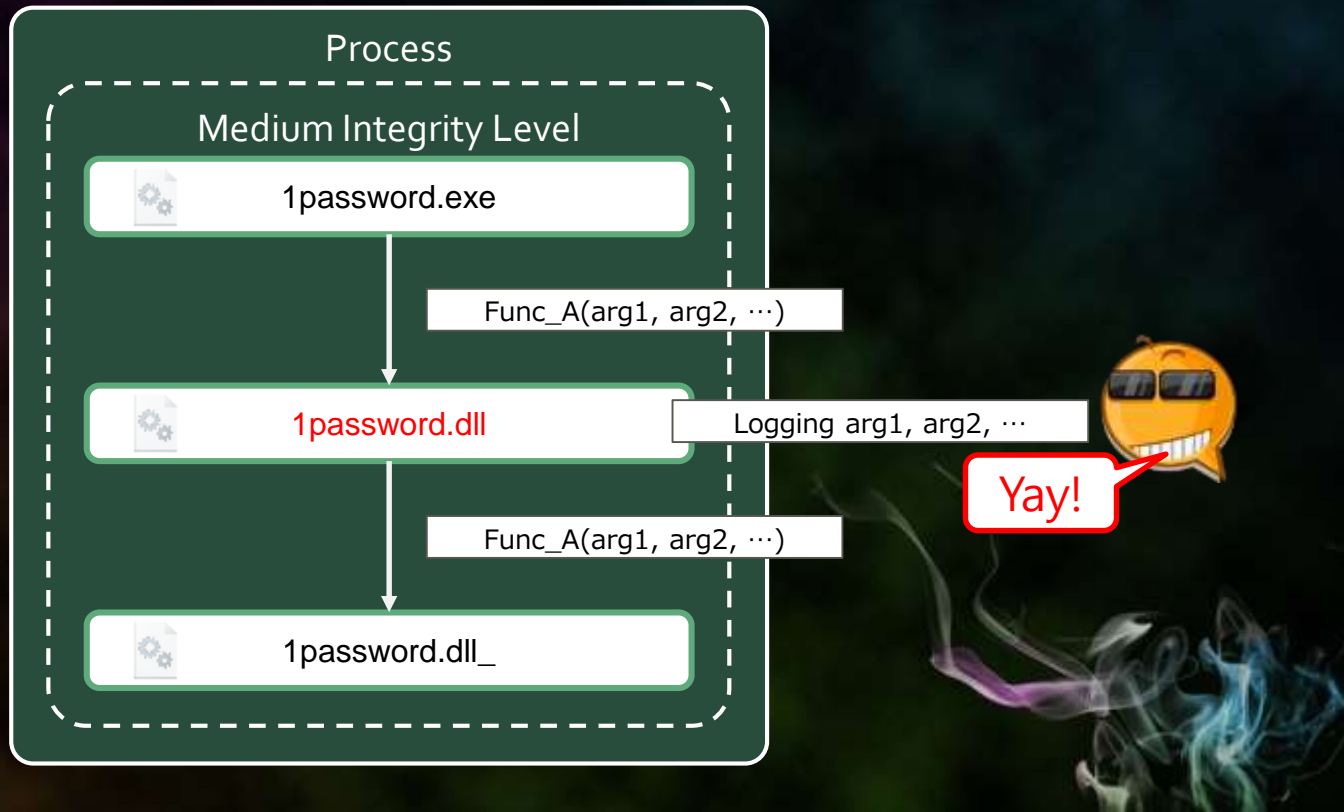 Process
Medium Integrity Level
1password.exe
Func_A(arg1, arg2, …)
1password.dll
Logging arg1, arg2, …
Yay!
Func_A(arg1, arg2, …)
1password.dll_